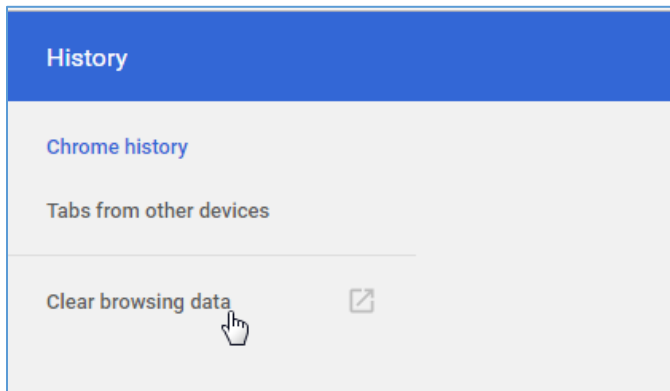 History
Chrome history
Tabs from other devices
Clear browsing data